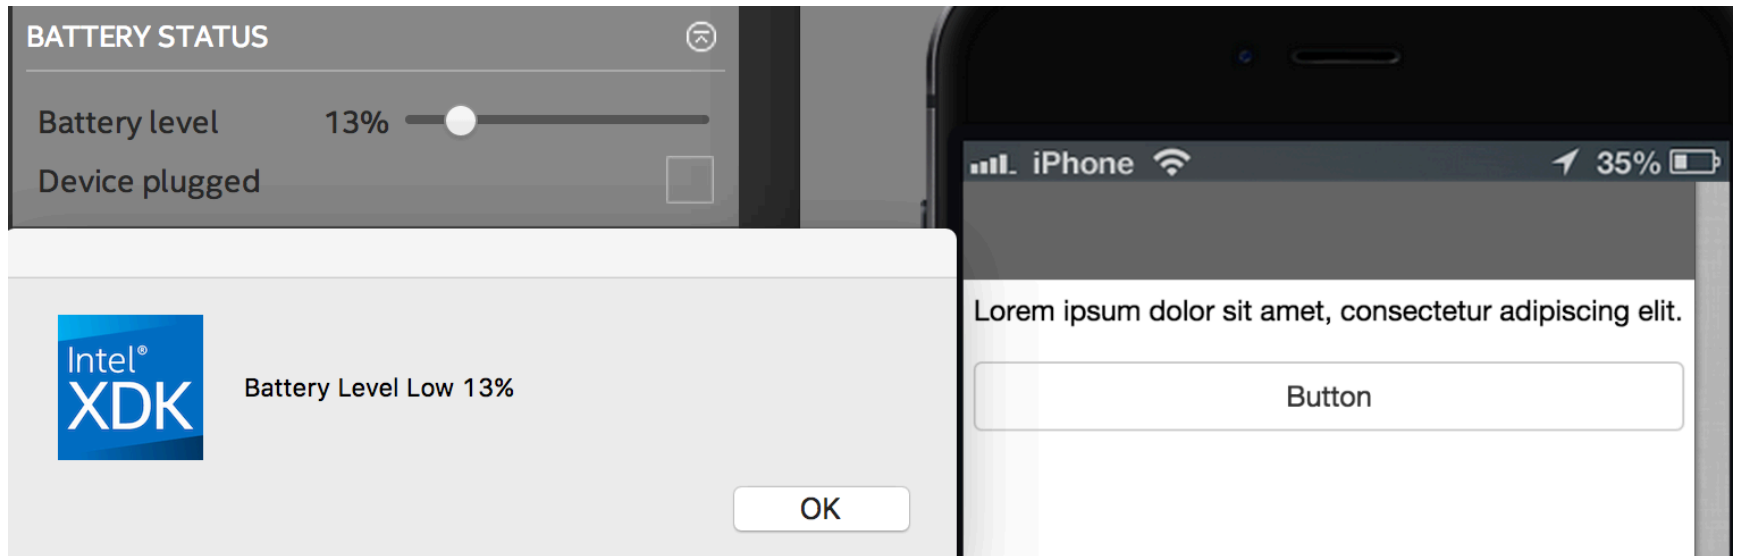 BATTERY STATUS
Battery level 13%
Device plugged
Intel®
XDK
Battery Level Low 13%
OK
iPhone 35%
Lorem ipsum dolor sit amet, consectetur adipiscing elit.
Button